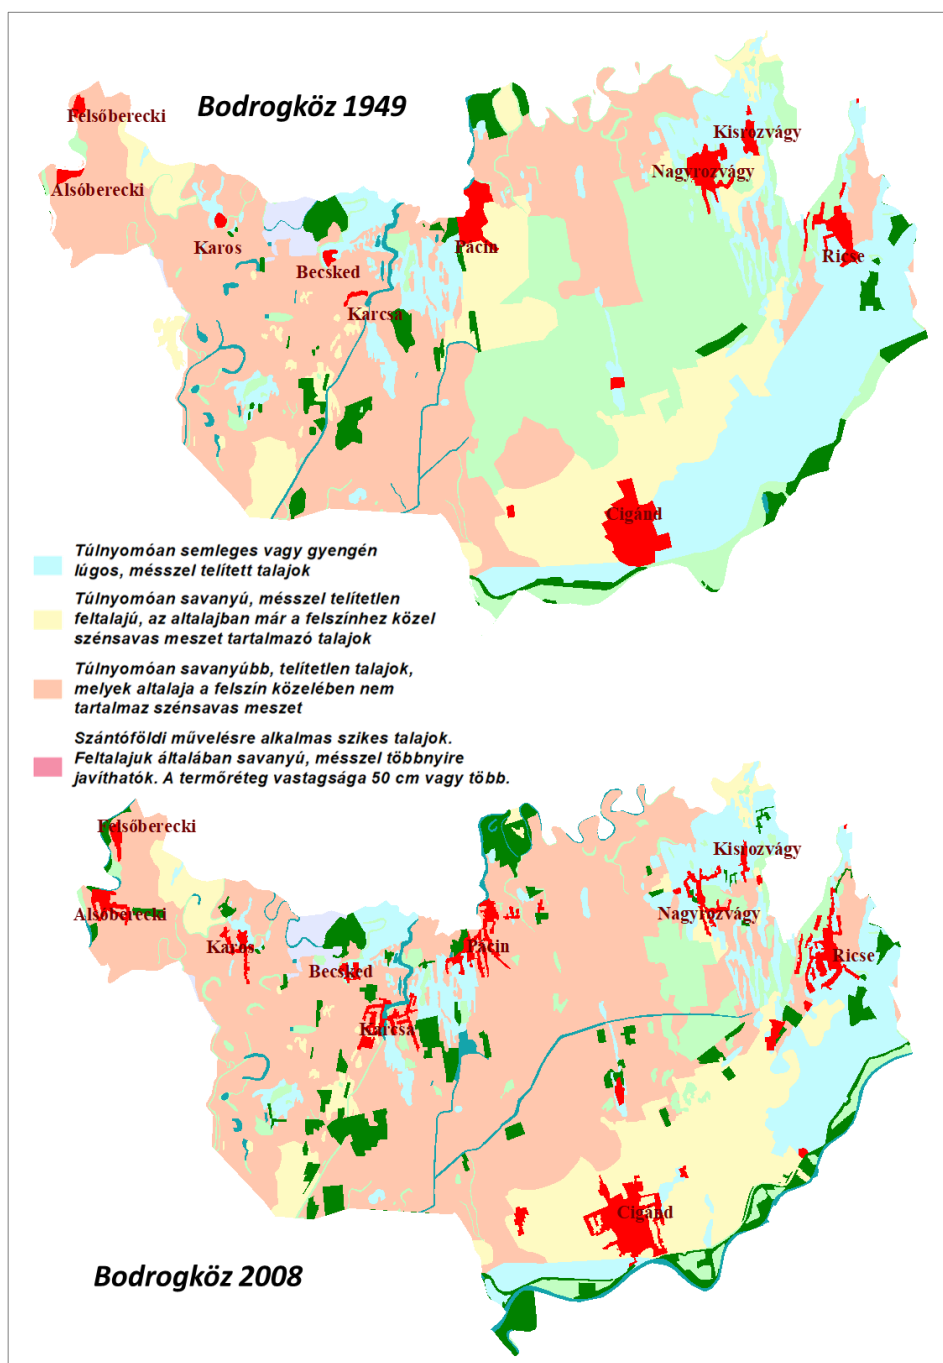 Bodrogköz 1949
Felsőberecki
Kisrozvágy
Nagyrozvágy
Alsóberecki
Karos
Pácin
Ricse
Becsked
Karcsa
Cigánd
Túlnyomóan semleges vagy gyengén
lúgos, mésszel telített talajok
Túlnyomóan savanyú, mésszel telítetlen
feltalajú, az altalajban már a felszínhez közel
szénsavas meszet tartalmazó talajok
Túlnyomóan savanyúbb, telítetlen talajok,
melyek altalaja a felszín közelében nem
tartalmaz szénsavas meszet
Szántóföldi művelésre alkalmas szikes talajok.
Feltalajuk általában savanyú, mésszel többnyire
javíthatók. A termőréteg vastagsága 50 cm vagy több.
Felsőberecki
Kisrozvágy
Alsóberecki
Nagyrozvágy
Karos
Pácin
Ricse
Becsked
Karcsa
Cigánd
Bodrogköz 2008